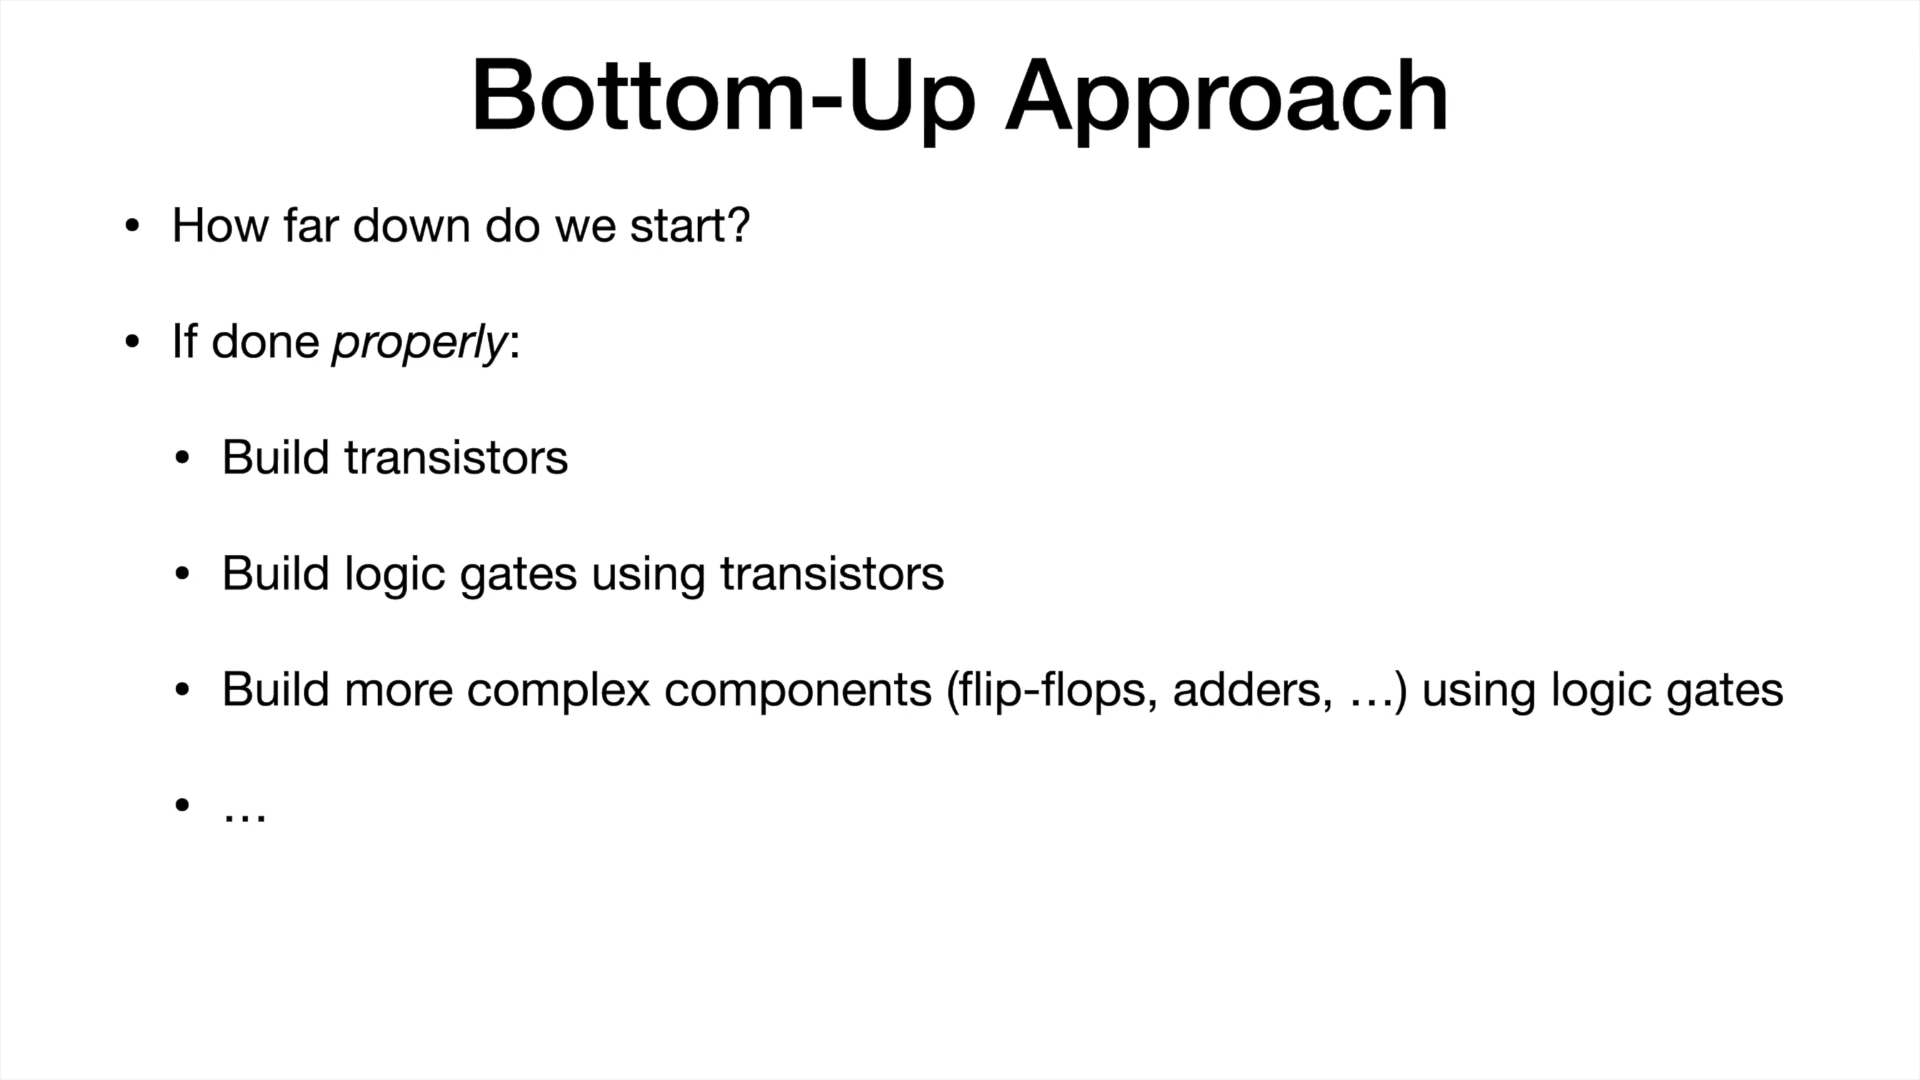 Bottom-Up Approach
• How far down do we start?
• If done properly:
• Build transistors
• Build logic gates using transistors
• Build more complex components (flip-flops, adders, …) using logic gates
• …